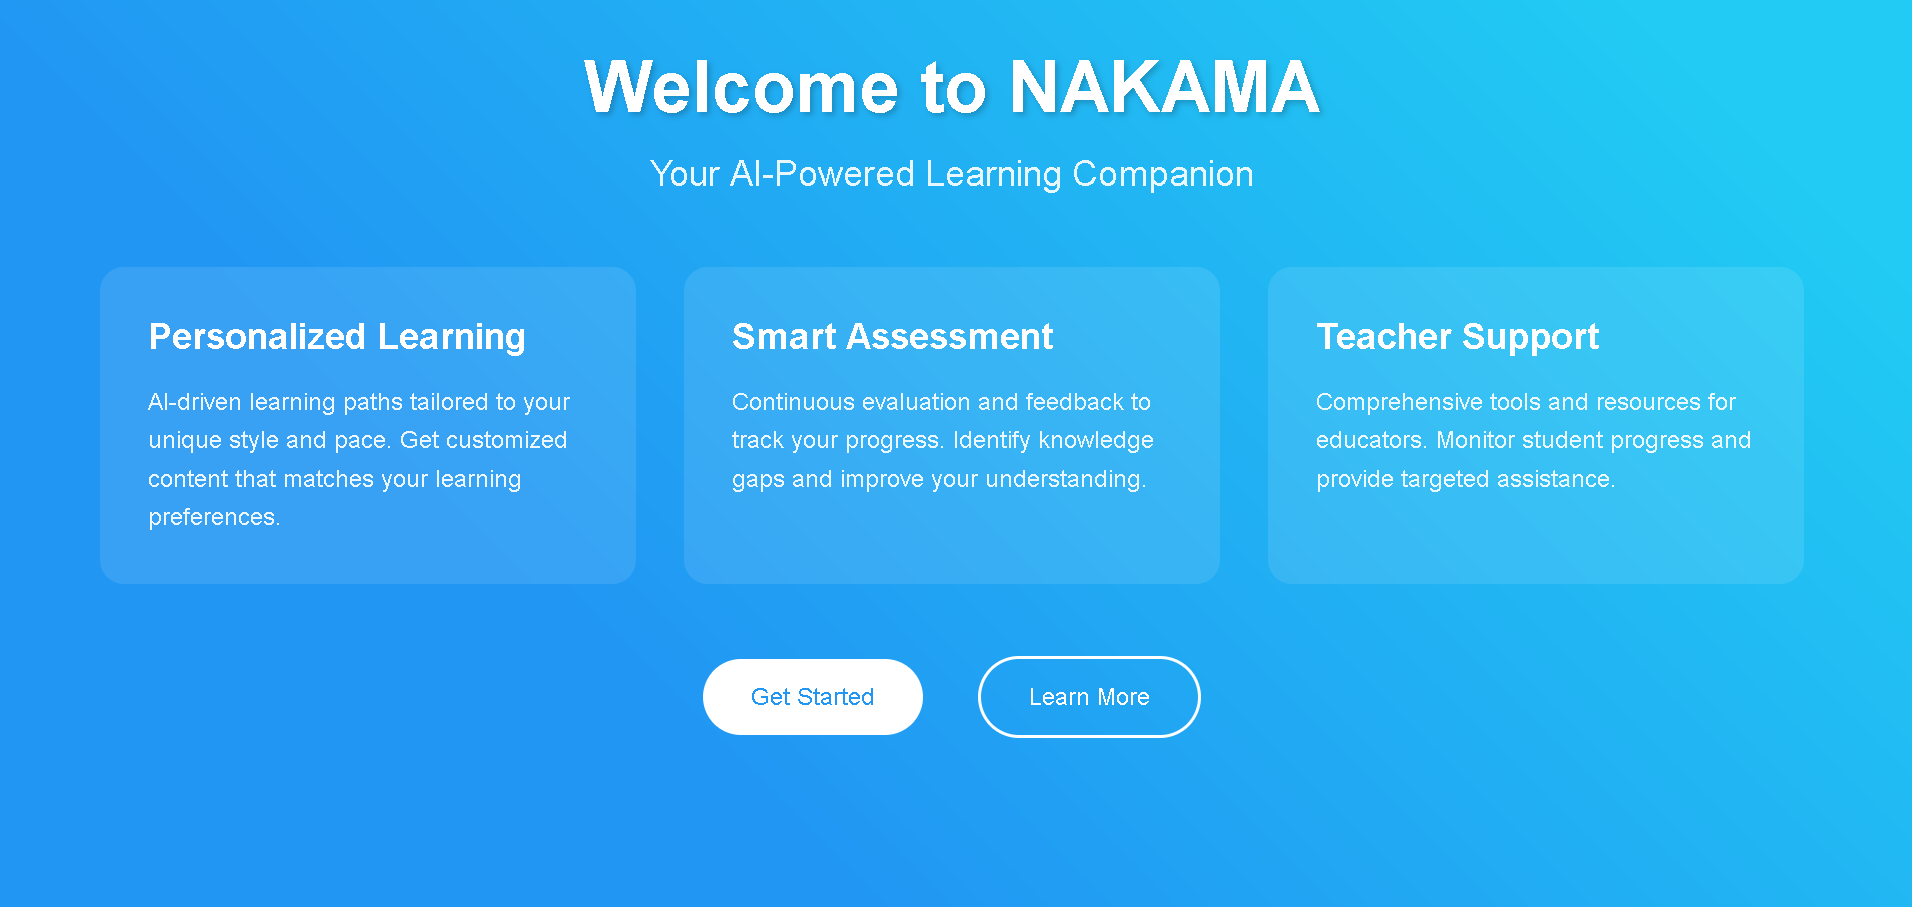 Welcome to NAKAMA
Your AI-Powered Learning Companion
Personalized Learning
AI-driven learning paths tailored to your
unique style and pace. Get customized
content that matches your learning
preferences.
Smart Assessment
Continuous evaluation and feedback to
track your progress. Identify knowledge
gaps and improve your understanding.
Teacher Support
Comprehensive tools and resources for
educators. Monitor student progress and
provide targeted assistance.
Get Started
Learn More